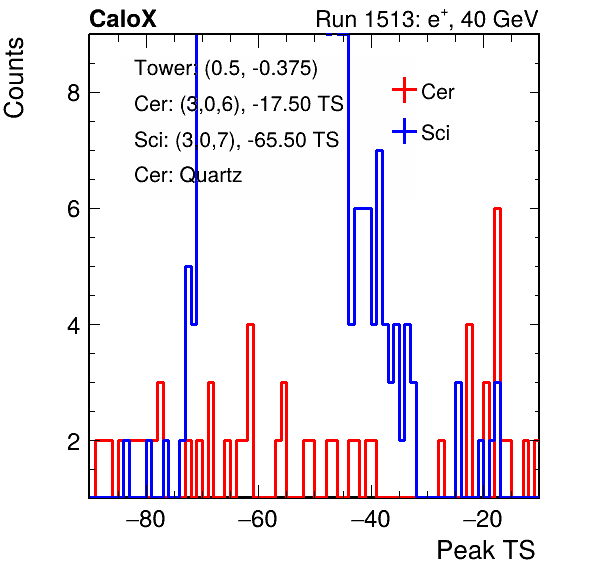 CaloX Run 1513: e⁺, 40 GeV
Counts
Tower: (0.5, -0.375)
Cer: (3,0,6), -17.50 TS
Sci: (3,0,7), -65.50 TS
Cer: Quartz
Cer
Sci
8
6
4
2
−80 −60 −40 −20
Peak TS